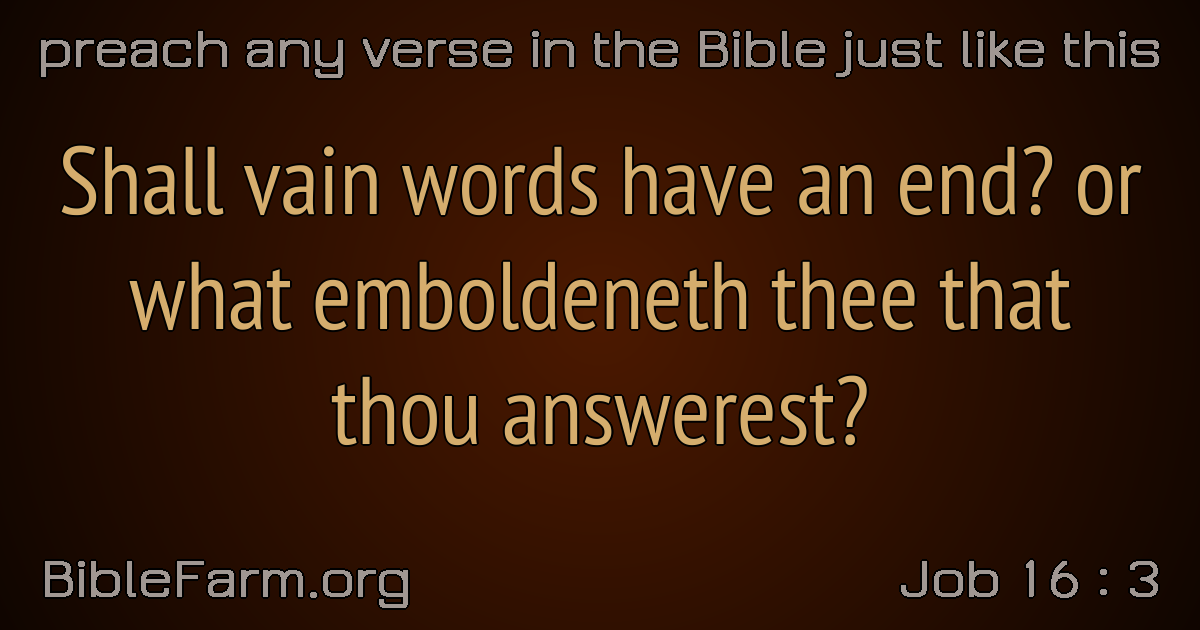 preach any verse in the Bible just like this
Shall vain words have an end? or
what emboldeneth thee that
thou answerest?
BibleFarm.org
Job 16 : 3